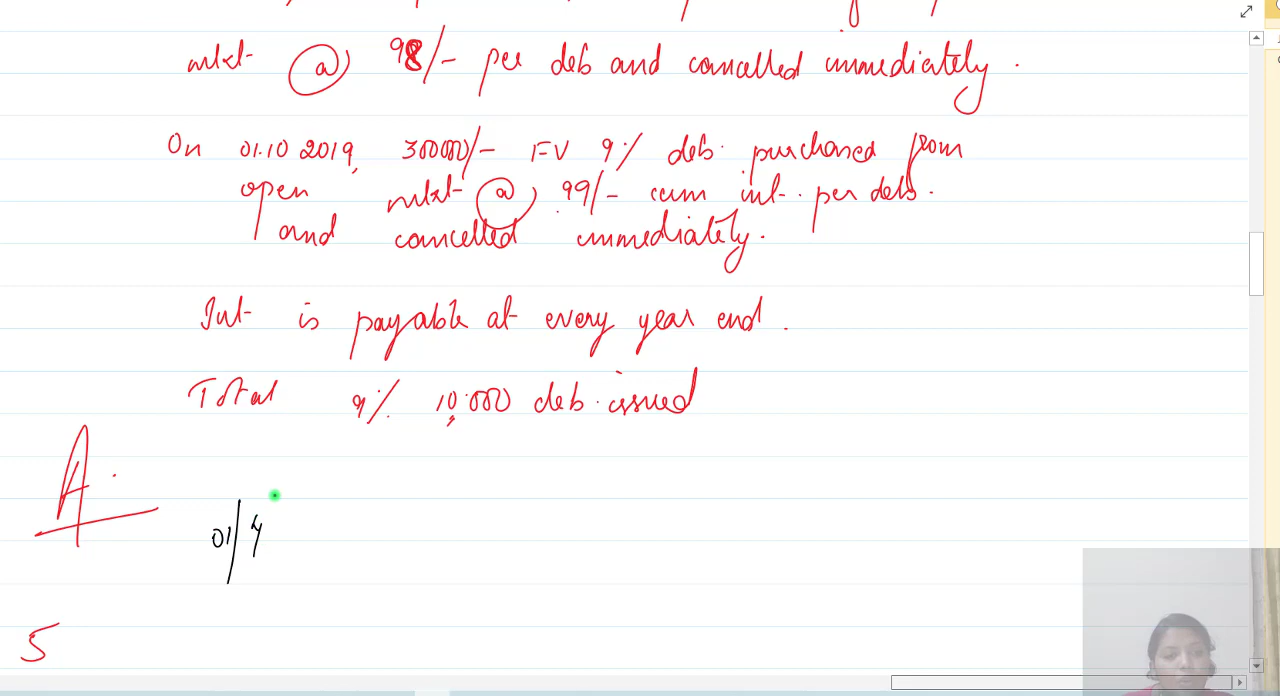 mkt @ 98/- per deb and cancelled immediately.
On 01.10 2019, 300000/- FV 9% deb. purchased from
open mkt @ 99/- cum int. per deb.
and cancelled immediately.
Int is payable at every year end.
Total 9% 10,000 deb. issued
A.
01/4
5